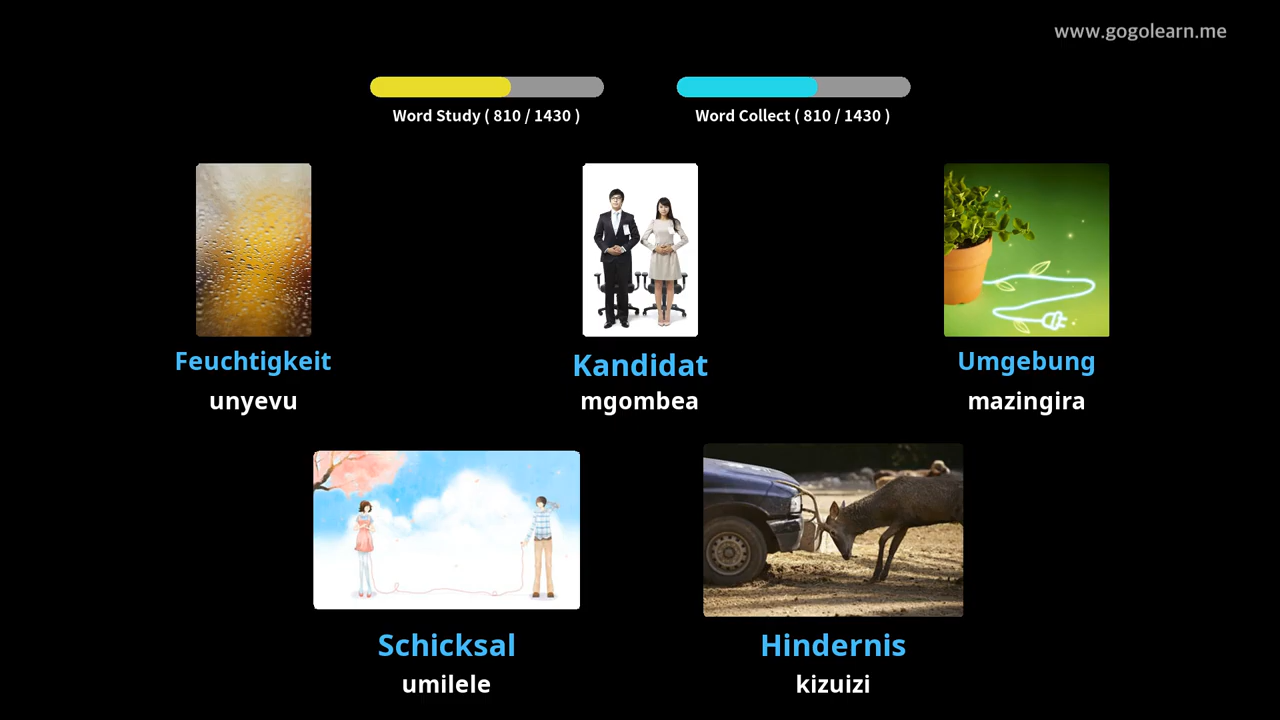 www.gogolearn.me
Word Study ( 810 / 1430 )
Word Collect ( 810 / 1430 )
Feuchtigkeit
unyevu
Kandidat
mgombea
Umgebung
mazingira
Schicksal
umilele
Hindernis
kizuizi